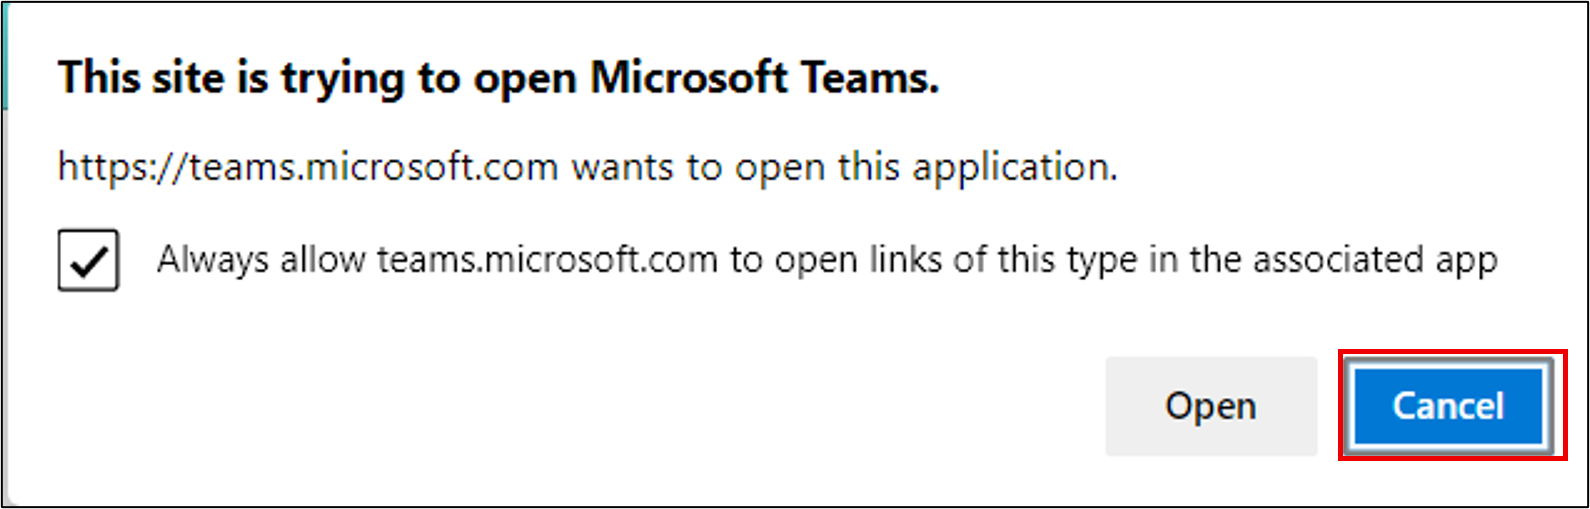 This site is trying to open Microsoft Teams.
https://teams.microsoft.com wants to open this application.
Always allow teams.microsoft.com to open links of this type in the associated app
Open Cancel